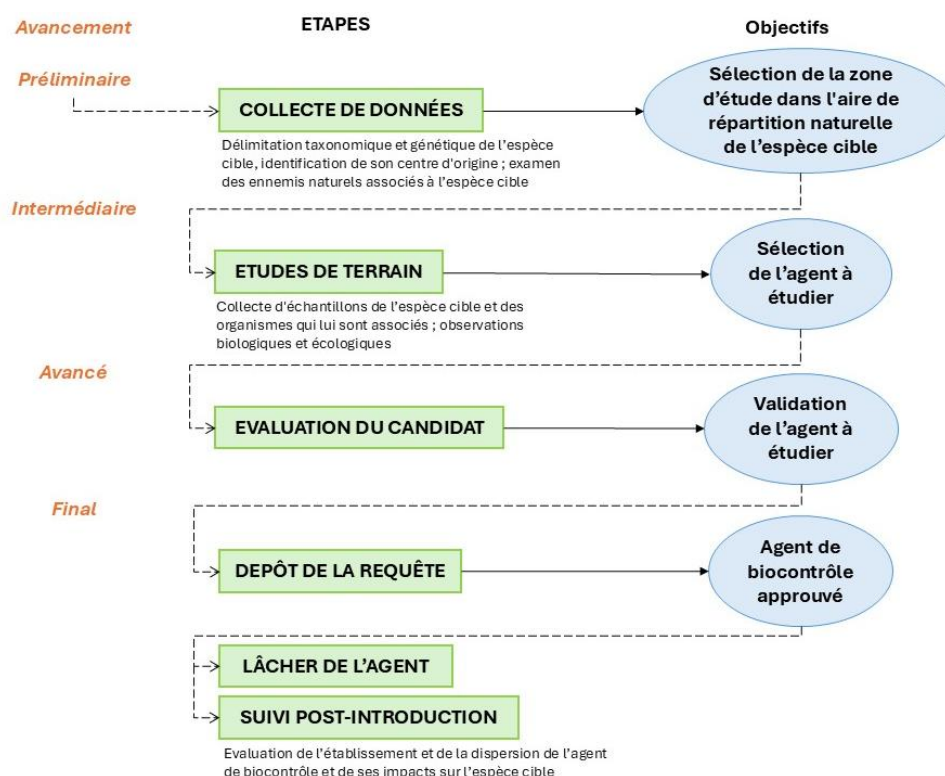 Avancement
ETAPES
Objectifs
Préliminaire
COLLECTE DE DONNÉES
Délimitation taxonomique et génétique de l'espèce
cible, identification de son centre d'origine ; examen
des ennemis naturels associés à l'espèce cible
Sélection de la zone
d'étude dans l'aire de
répartition naturelle
de l'espèce cible
Intermédiaire
ETUDES DE TERRAIN
Collecte d'échantillons de l'espèce cible et des
organismes qui lui sont associés ; observations
biologiques et écologiques
Sélection
de l'agent à
étudier
Avancé
EVALUATION DU CANDIDAT
Validation
de l'agent à
étudier
Final
DEPÔT DE LA REQUÊTE
Agent de
biocontrôle
approuvé
LÂCHER DE L'AGENT
SUIVI POST-INTRODUCTION
Evaluation de l'établissement et de la dispersion de l'agent
de biocontrôle et de ses impacts sur l'espèce cible